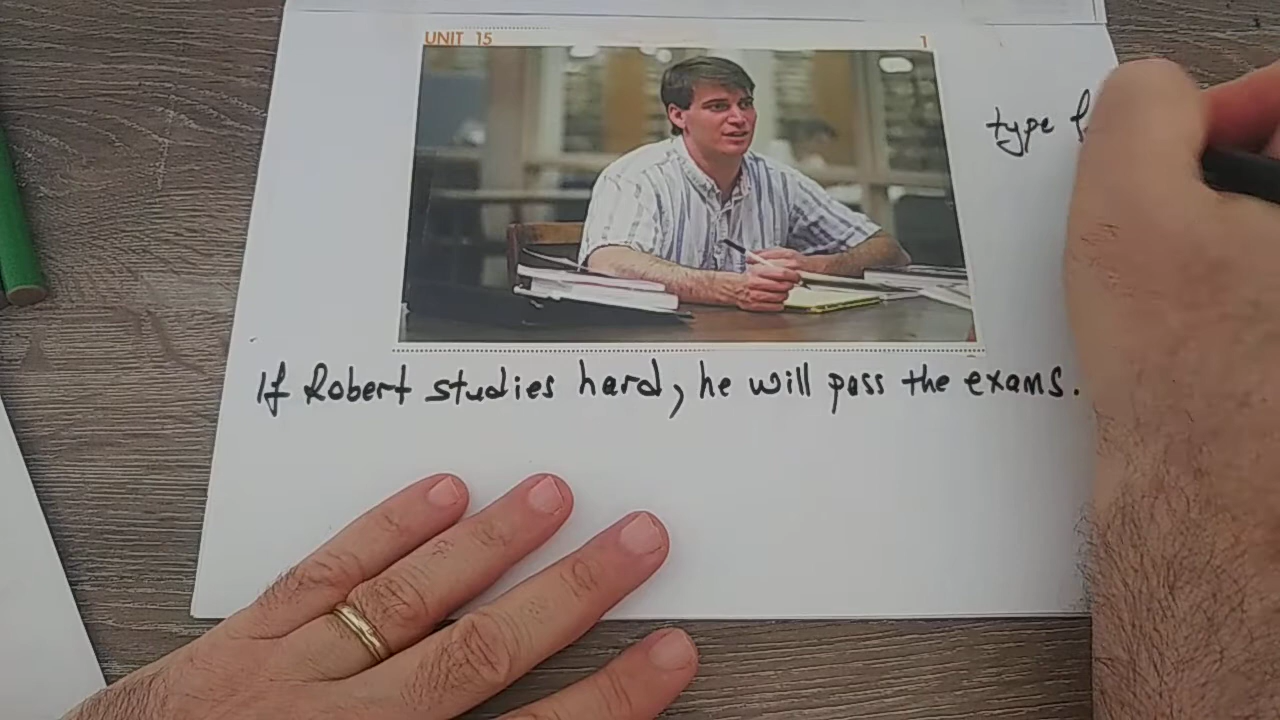 UNIT 15 1
type
If Robert studies hard, he will pass the exams.